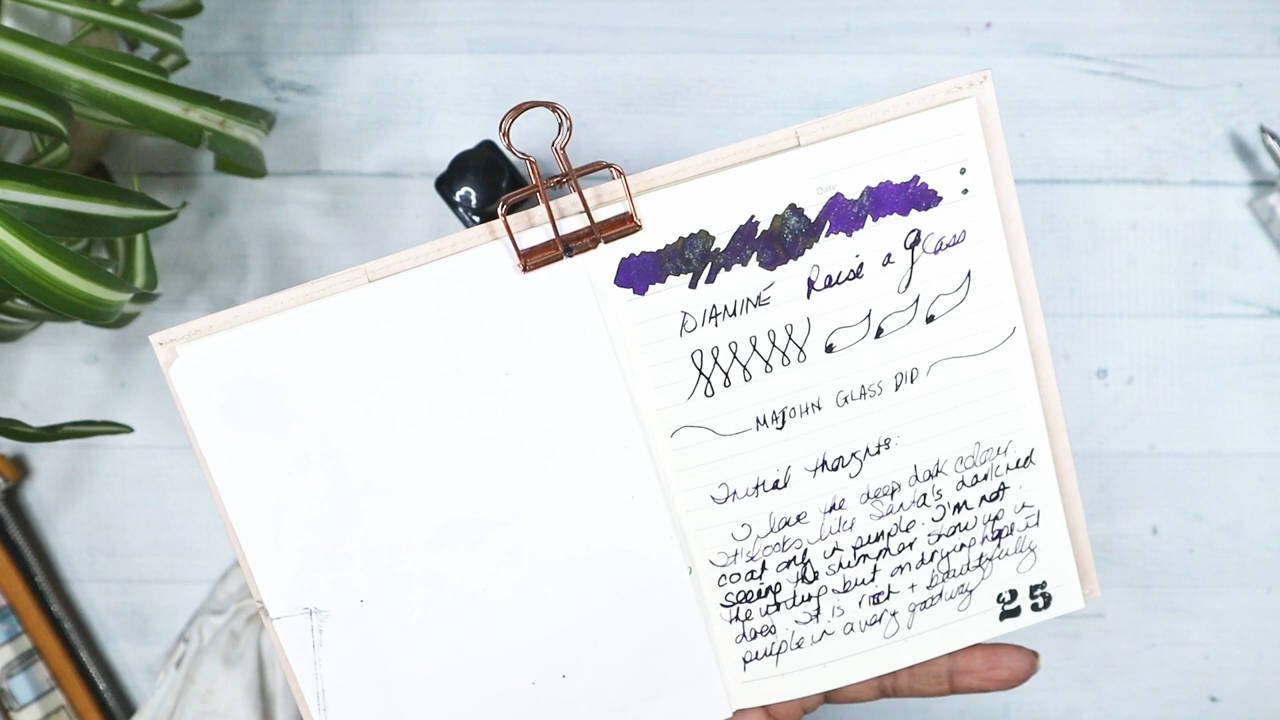 Date
DIAMINE Raise a glass
MAJOHN GLASS DIP
Initial thoughts:
I love the deep dark colour.
It looks like Santa's darkened
coat only in purple. I'm not
seeing the shimmer show up in
the writing but on drying hope it
does. It is rich + beautifully
purple in a very good way
25